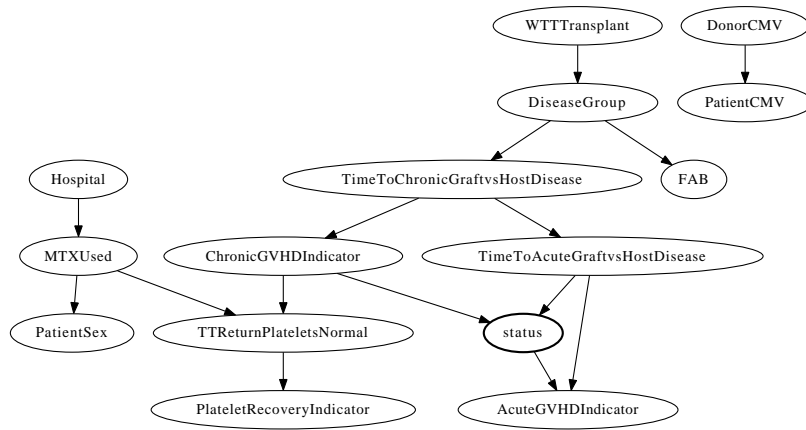 WTTTransplant
DonorCMV
DiseaseGroup
PatientCMV
Hospital
TimeToChronicGraftvsHostDisease
FAB
MTXUsed
ChronicGVHDIndicator
TimeToAcuteGraftvsHostDisease
PatientSex
TTReturnPlateletsNormal
status
PlateletRecoveryIndicator
AcuteGVHDIndicator